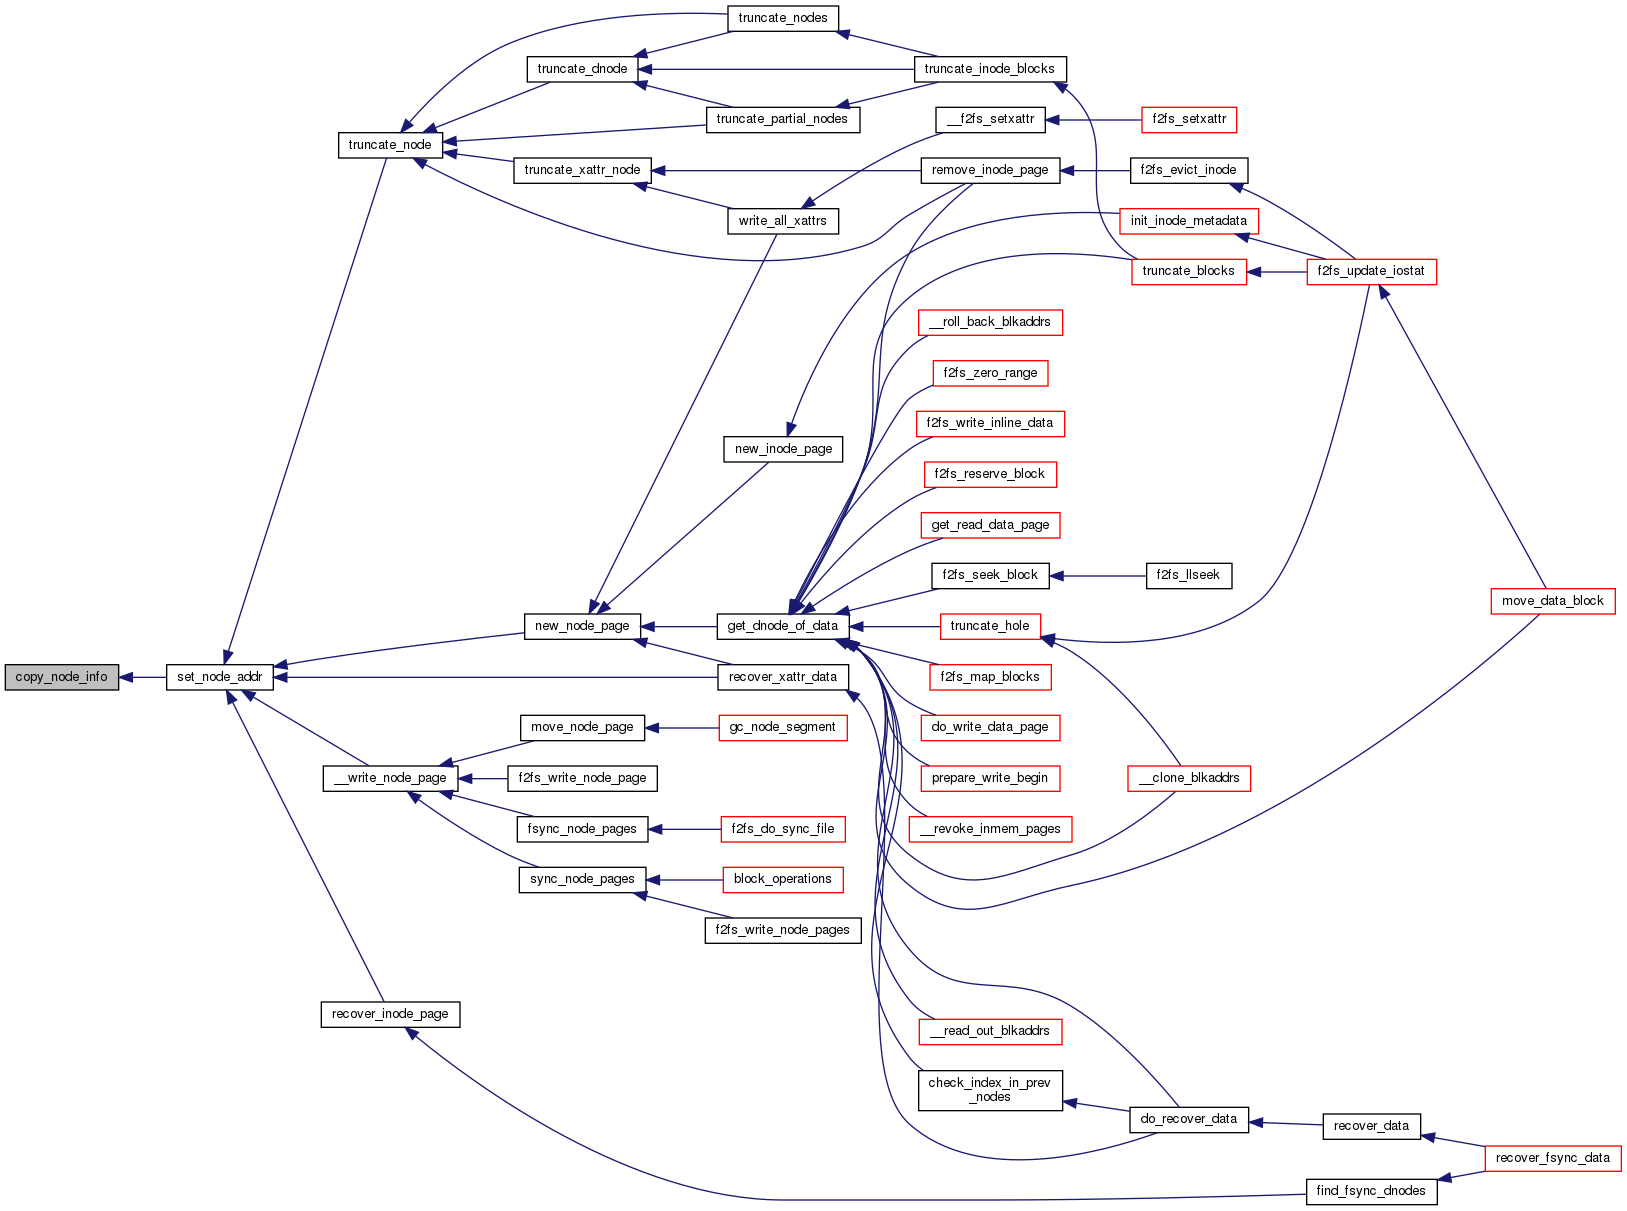 truncate_nodes
truncate_dnode
truncate_inode_blocks
truncate_partial_nodes
__f2fs_setxattr
f2fs_setxattr
truncate_node
truncate_xattr_node
remove_inode_page
f2fs_evict_inode
write_all_xattrs
init_inode_metadata
truncate_blocks
f2fs_update_iostat
__roll_back_blkaddrs
f2fs_zero_range
f2fs_write_inline_data
new_inode_page
f2fs_reserve_block
get_read_data_page
f2fs_seek_block
f2fs_llseek
move_data_block
new_node_page
get_dnode_of_data
truncate_hole
copy_node_info
set_node_addr
recover_xattr_data
f2fs_map_blocks
move_node_page
gc_node_segment
do_write_data_page
__write_node_page
f2fs_write_node_page
prepare_write_begin
__clone_blkaddrs
fsync_node_pages
f2fs_do_sync_file
__revoke_inmem_pages
sync_node_pages
block_operations
f2fs_write_node_pages
recover_inode_page
__read_out_blkaddrs
check_index_in_prev
_nodes
do_recover_data
recover_data
recover_fsync_data
find_fsync_dnodes